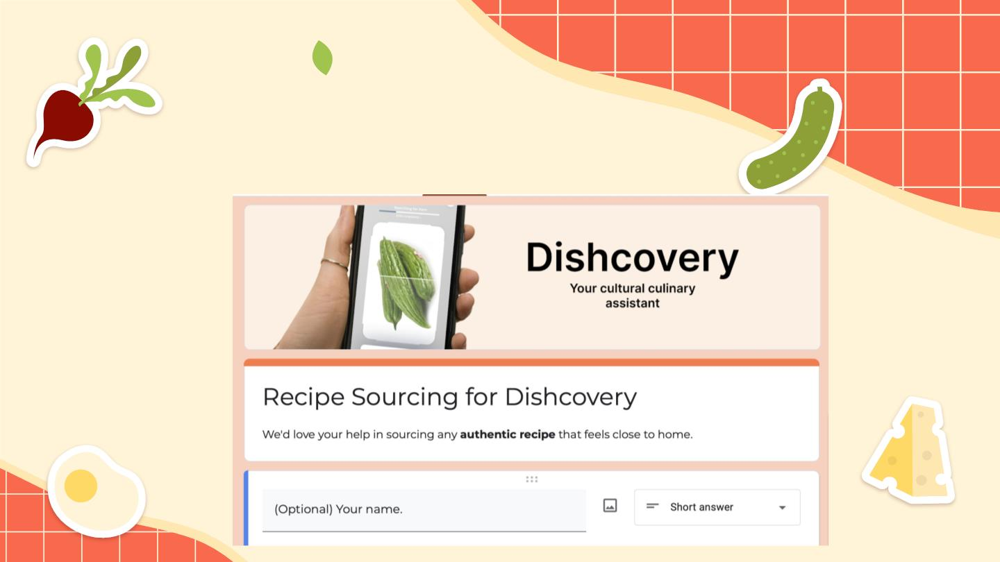 Dishcovery
Your cultural culinary
assistant
Recipe Sourcing for Dishcovery
We'd love your help in sourcing any authentic recipe that feels close to home.
(Optional) Your name.
Short answer